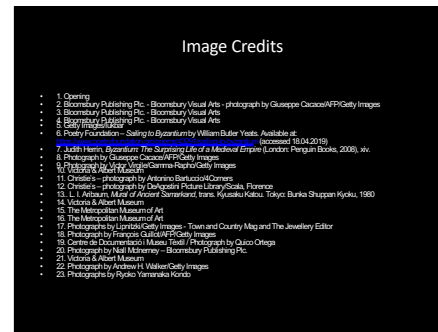 Image Credits
• 1. Opening
• 2. Bloomsbury Publishing Plc. - Bloomsbury Visual Arts - photograph by Giuseppe Cacace/AFP/Getty Images
• 3. Bloomsbury Publishing Plc. - Bloomsbury Visual Arts
• 4. Bloomsbury Publishing Plc. - Bloomsbury Visual Arts
• 5. Getty Images/fukbar
• 6. Poetry Foundation – Sailing to Byzantium by William Butler Yeats. Available at:
(accessed 18.04.2019)
• 7. Judith Herrin, Byzantium: The Surprising Life of a Medieval Empire (London: Penguin Books, 2008), xiv.
• 8. Photograph by Giuseppe Cacace/AFP/Getty Images
• 9. Photograph by Victor Virgile/Gamma-Rapho/Getty Images
• 10. Victoria & Albert Museum
• 11. Christie's – photograph by Antonino Bartuccio/4Corners
• 12. Christie's – photograph by DeAgostini Picture Library/Scala, Florence
• 13.. L. I. Aribaum, Mural of Ancient Samarkand, trans. Kyusaku Katou. Tokyo: Bunka Shuppan Kyoku, 1980
• 14. Victoria & Albert Museum
• 15. The Metropolitan Museum of Art
• 16. The Metropolitan Museum of Art
• 17. Photographs by Lipnitzki/Getty Images - Town and Country Mag and The Jewellery Editor
• 18. Photograph by François Guillot/AFP/Getty Images
• 19. Centre de Documentació i Museu Tèxtil / Photograph by Quico Ortega
• 20. Photograph by Niall McInerney – Bloomsbury Publishing Plc.
• 21. Victoria & Albert Museum
• 22. Photograph by Andrew H. Walker/Getty Images
• 23. Photographs by Ryoko Yamanaka Kondo